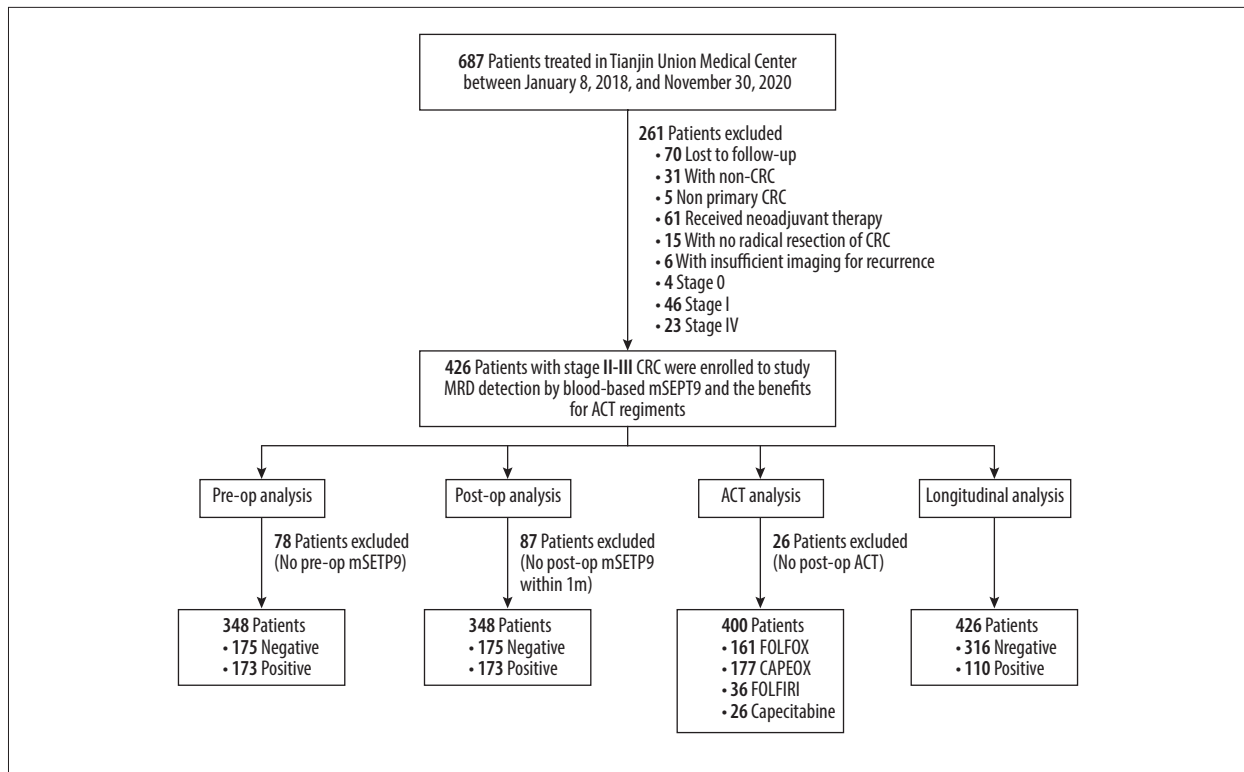 687 Patients treated in Tianjin Union Medical Center
between January 8, 2018, and November 30, 2020
261 Patients excluded
• 70 Lost to follow-up
• 31 With non-CRC
• 5 Non primary CRC
• 61 Received neoadjuvant therapy
• 15 With no radical resection of CRC
• 6 With insufficient imaging for recurrence
• 4 Stage 0
• 46 Stage I
• 23 Stage IV
426 Patients with stage II-III CRC were enrolled to study
MRD detection by blood-based mSEPT9 and the benefits
for ACT regiments
Pre-op analysis
Post-op analysis
ACT analysis
Longitudinal analysis
78 Patients excluded
(No pre-op mSETP9)
87 Patients excluded
(No post-op mSETP9
within 1m)
26 Patients excluded
(No post-op ACT)
348 Patients
• 175 Negative
• 173 Positive
348 Patients
• 175 Negative
• 173 Positive
400 Patients
• 161 FOLFOX
• 177 CAPEOX
• 36 FOLFIRI
• 26 Capecitabine
426 Patients
• 316 Nregative
• 110 Positive